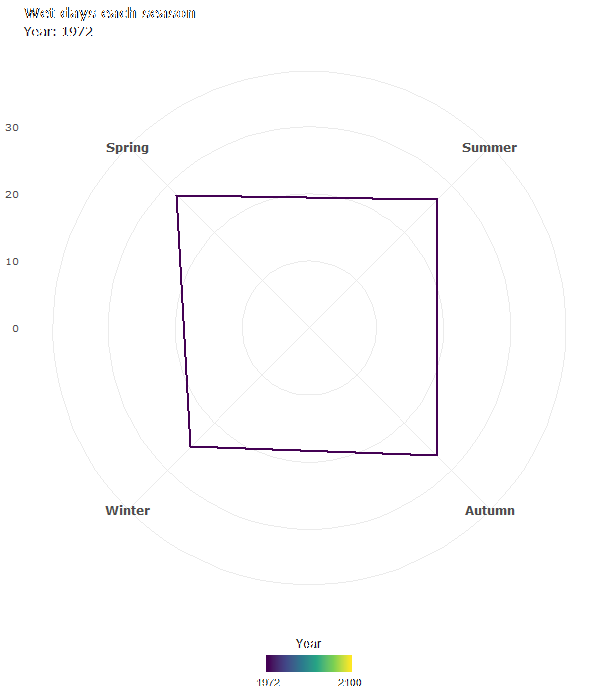 Wet days each season
Year: 1972
30
Spring
Summer
20
10
0
Winter
Autumn
Year
1972
2100